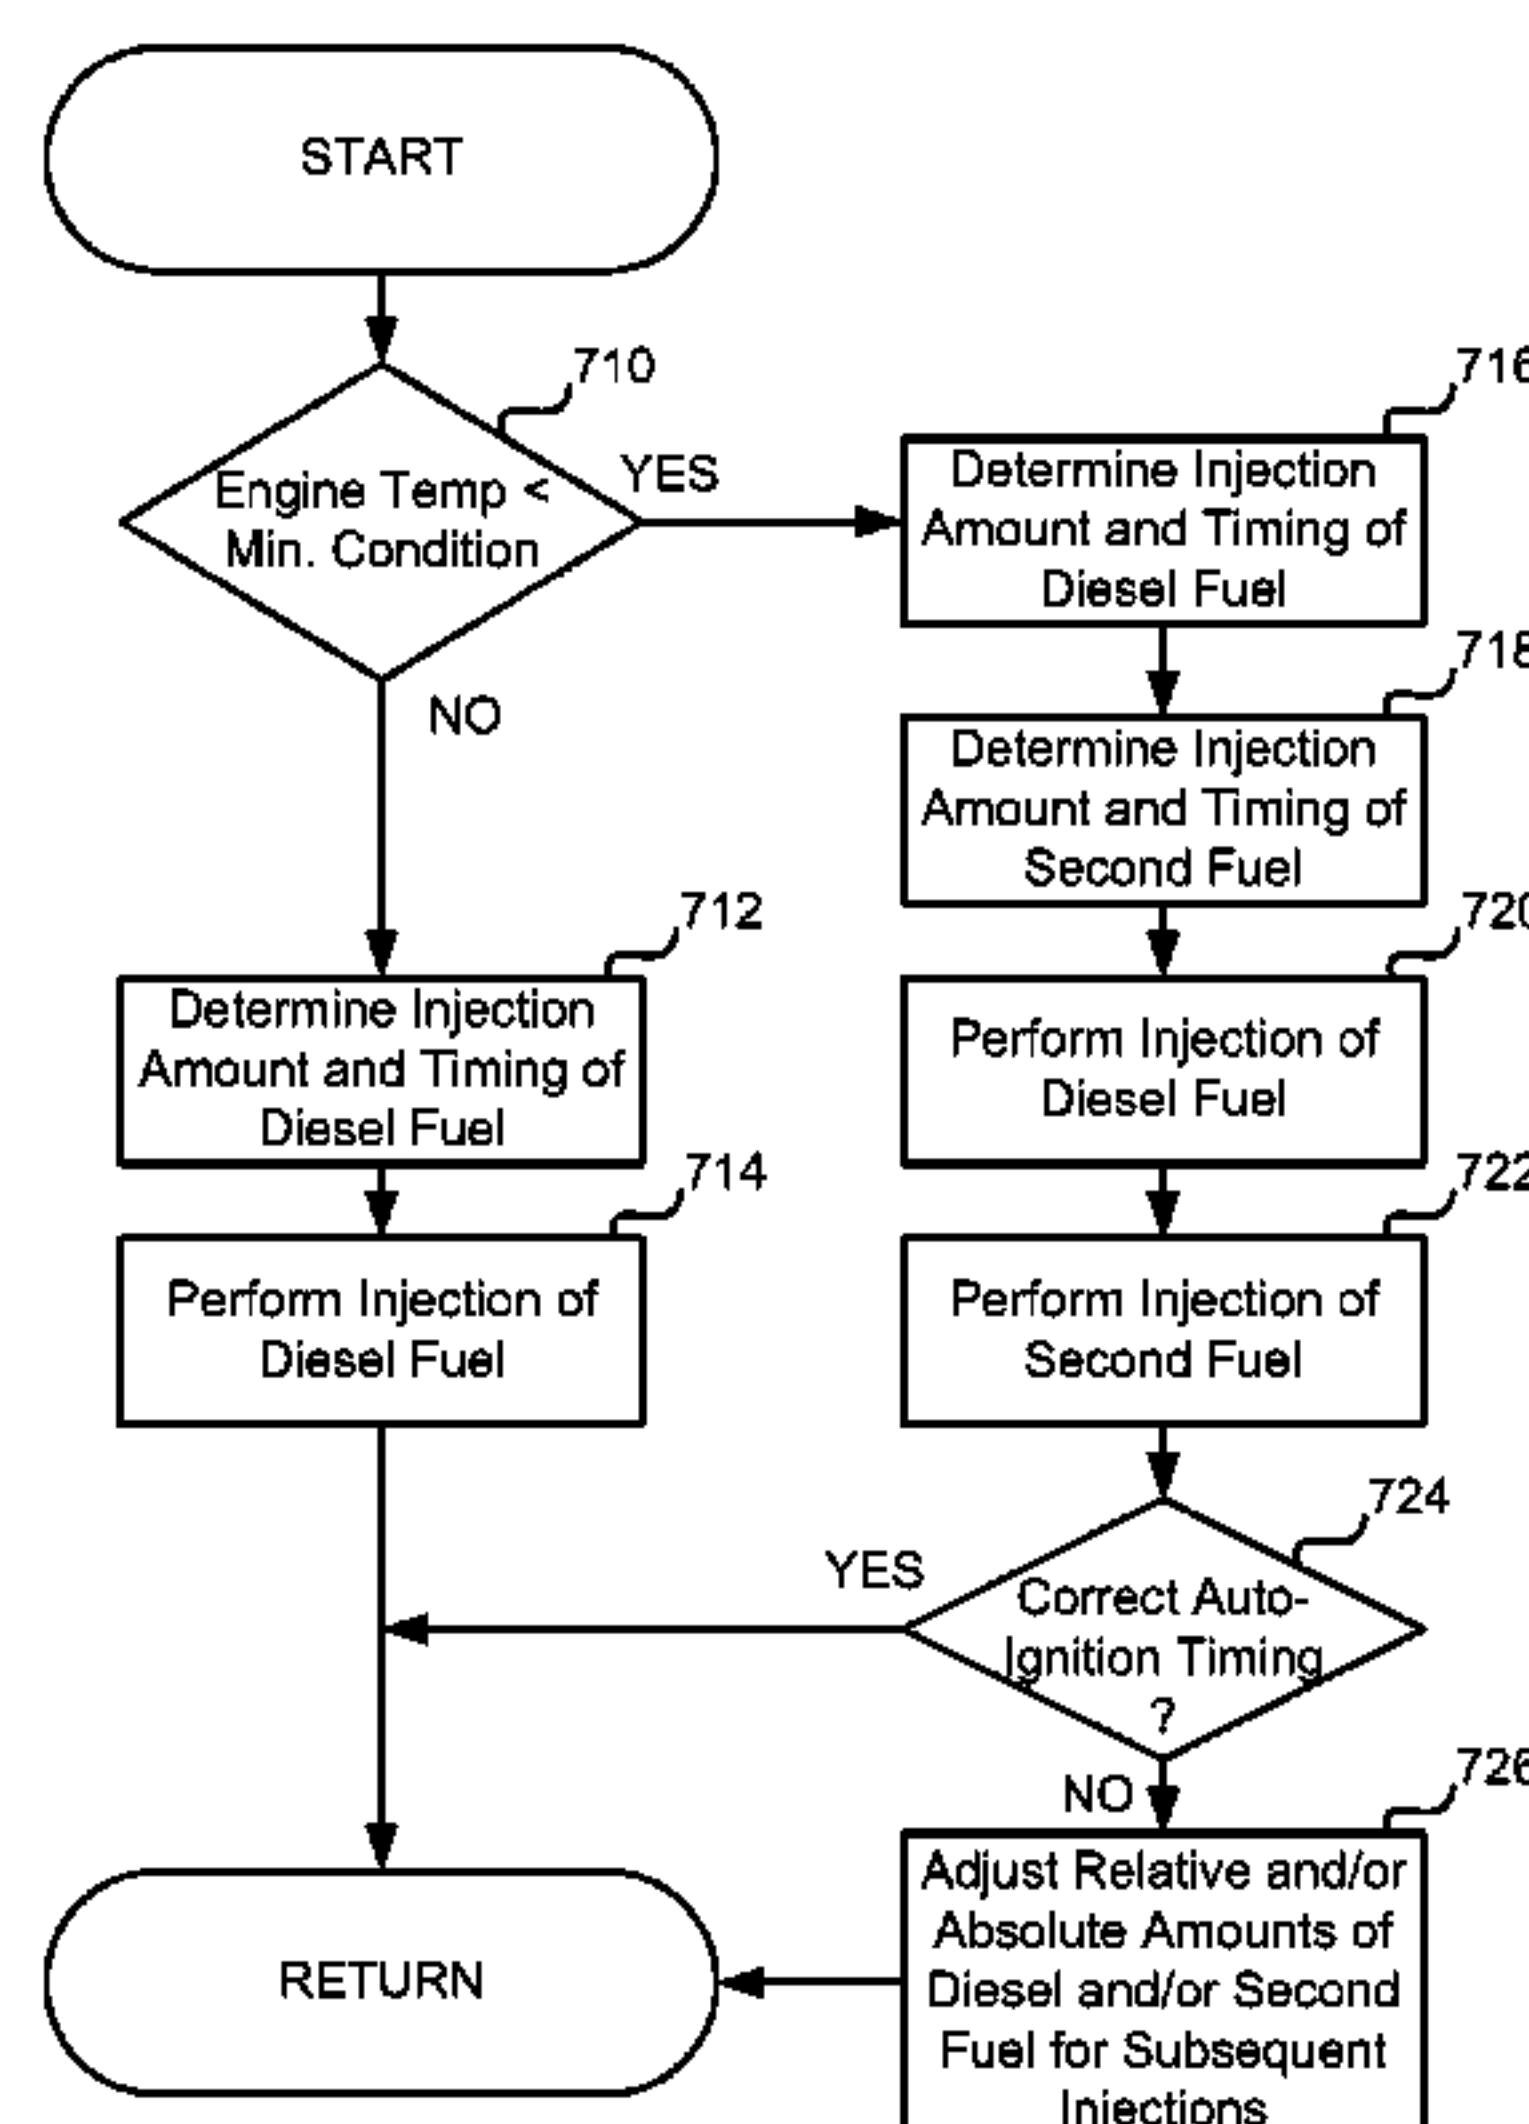 START
710
Engine Temp <
Min. Condition
YES
NO
716
Determine Injection
Amount and Timing of
Diesel Fuel
718
Determine Injection
Amount and Timing of
Second Fuel
712
Determine Injection
Amount and Timing of
Diesel Fuel
720
Perform Injection of
Diesel Fuel
714
Perform Injection of
Diesel Fuel
722
Perform Injection of
Second Fuel
724
YES
Correct Auto-
Ignition Timing
?
NO
726
Adjust Relative and/or
Absolute Amounts of
Diesel and/or Second
Fuel for Subsequent
Injections
RETURN